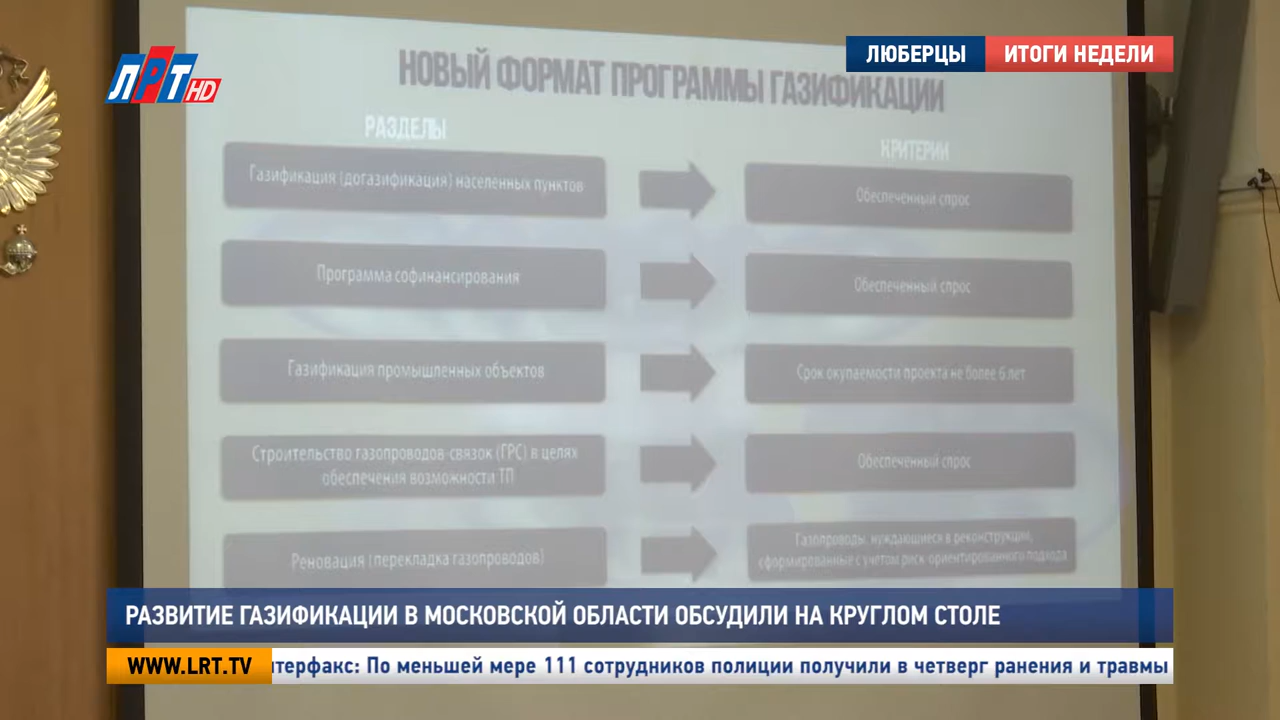 ЛРТHD
ЛЮБЕРЦЫ
ИТОГИ НЕДЕЛИ
НОВЫЙ ФОРМАТ ПРОГРАММЫ ГАЗИФИКАЦИИ
РАЗДЕЛЫ
КРИТЕРИИ
Газификация (догазификация) населенных пунктов
Обеспеченный спрос
Программа софинансирования
Обеспеченный спрос
Газификация промышленных объектов
Срок окупаемости проекта не более 6 лет
Строительство газопроводов-связок (ГРС) в целях
обеспечения возможности ТП
Обеспеченный спрос
Реновация (перекладка газопроводов)
Газопроводы, нуждающиеся в реконструкции,
сформированные с учетом риск-ориентированного подхода
РАЗВИТИЕ ГАЗИФИКАЦИИ В МОСКОВСКОЙ ОБЛАСТИ ОБСУДИЛИ НА КРУГЛОМ СТОЛЕ
WWW.LRT.TV
нтерфакс: По меньшей мере 111 сотрудников полиции получили в четверг ранения и травмы